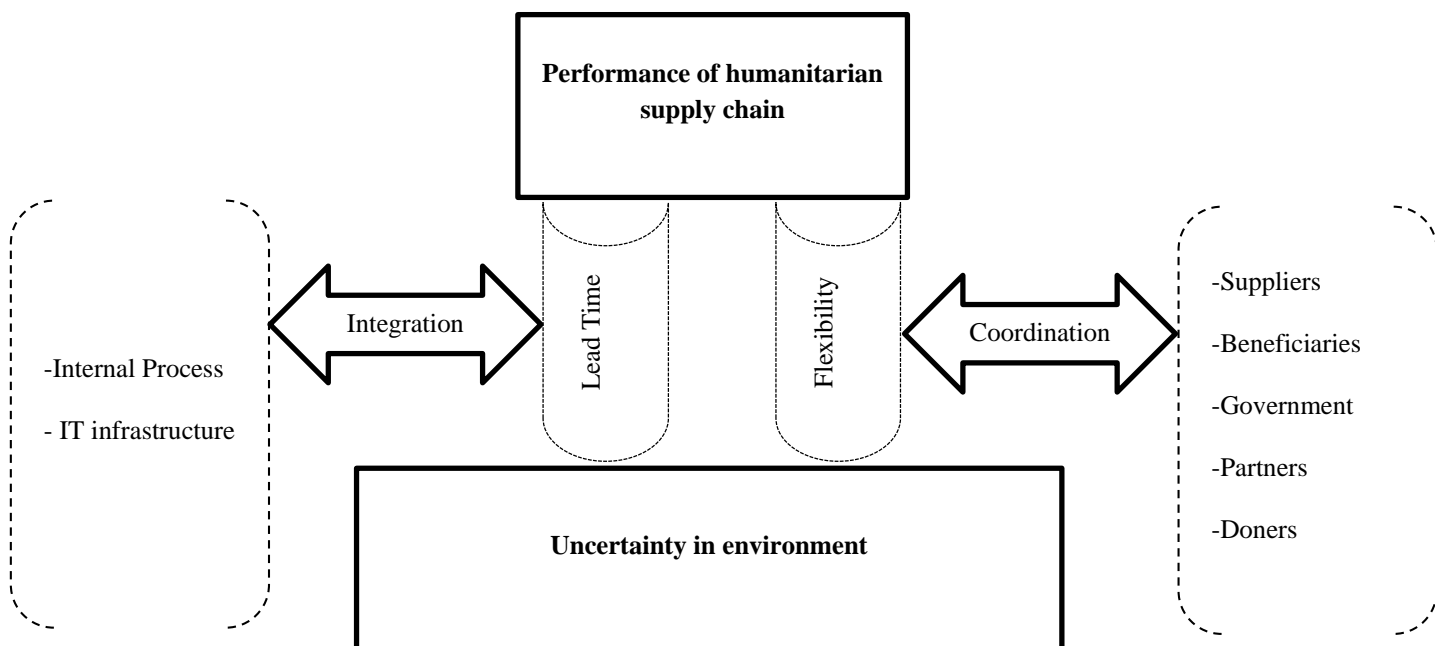 Performance of humanitarian
supply chain
-Internal Process
- IT infrastructure
Integration
Lead Time
Flexibility
Coordination
-Suppliers
-Beneficiaries
-Government
-Partners
-Doners
Uncertainty in environment